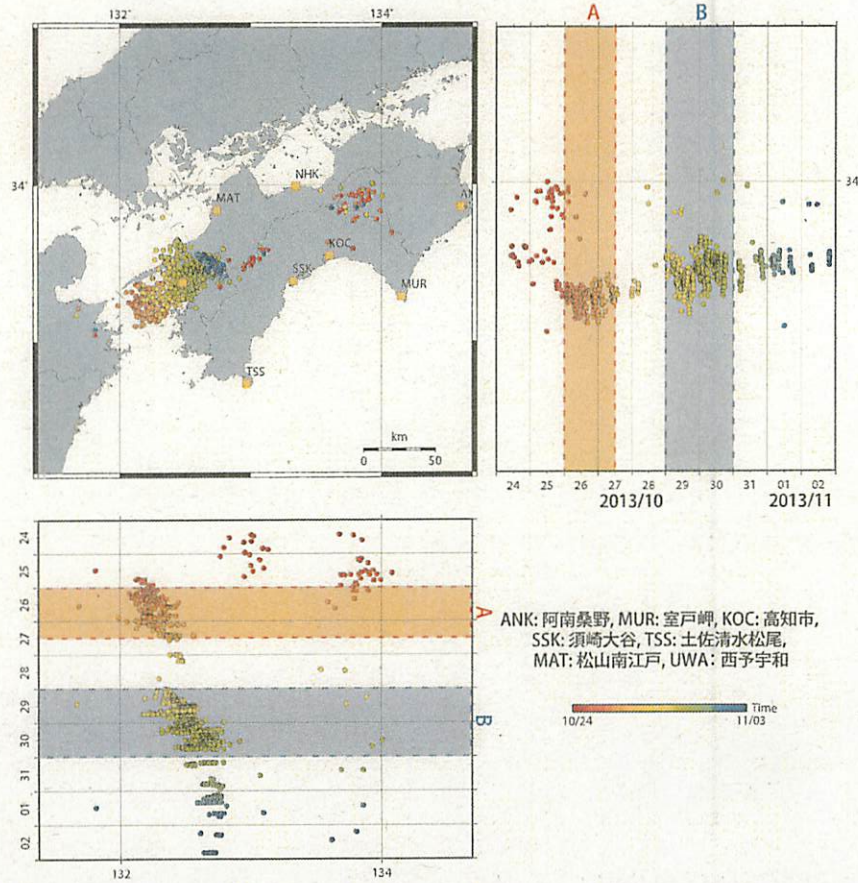 132° 134°
A B
34°
NHK
MAT
KOC
SSK
MUR
TSS
km
0 50
34
24 25 26 27 28 29 30 31 01 02
2013/10 2013/11
24
25
26
27
28
29
30
31
01
02
A
B
132 134
ANK: 阿南桑野, MUR: 室戸岬, KOC: 高知市,
SSK: 須崎大谷, TSS: 土佐清水松尾,
MAT: 松山南江戸, UWA: 西予宇和
Time
10/24 11/03